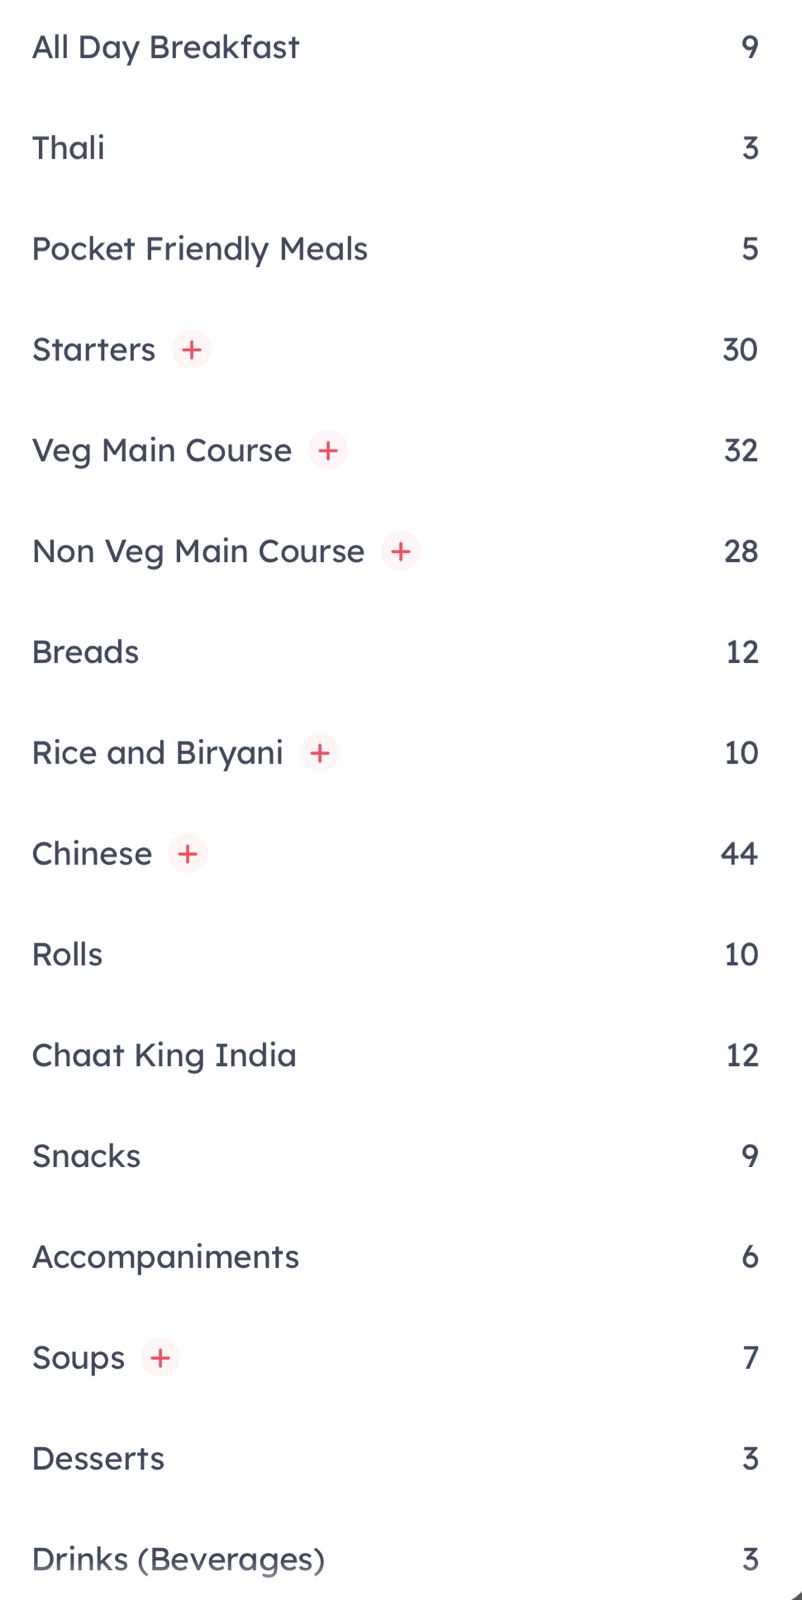 All Day Breakfast 9
Thali 3
Pocket Friendly Meals 5
Starters + 30
Veg Main Course + 32
Non Veg Main Course + 28
Breads 12
Rice and Biryani + 10
Chinese + 44
Rolls 10
Chaat King India 12
Snacks 9
Accompaniments 6
Soups + 7
Desserts 3
Drinks (Beverages) 3